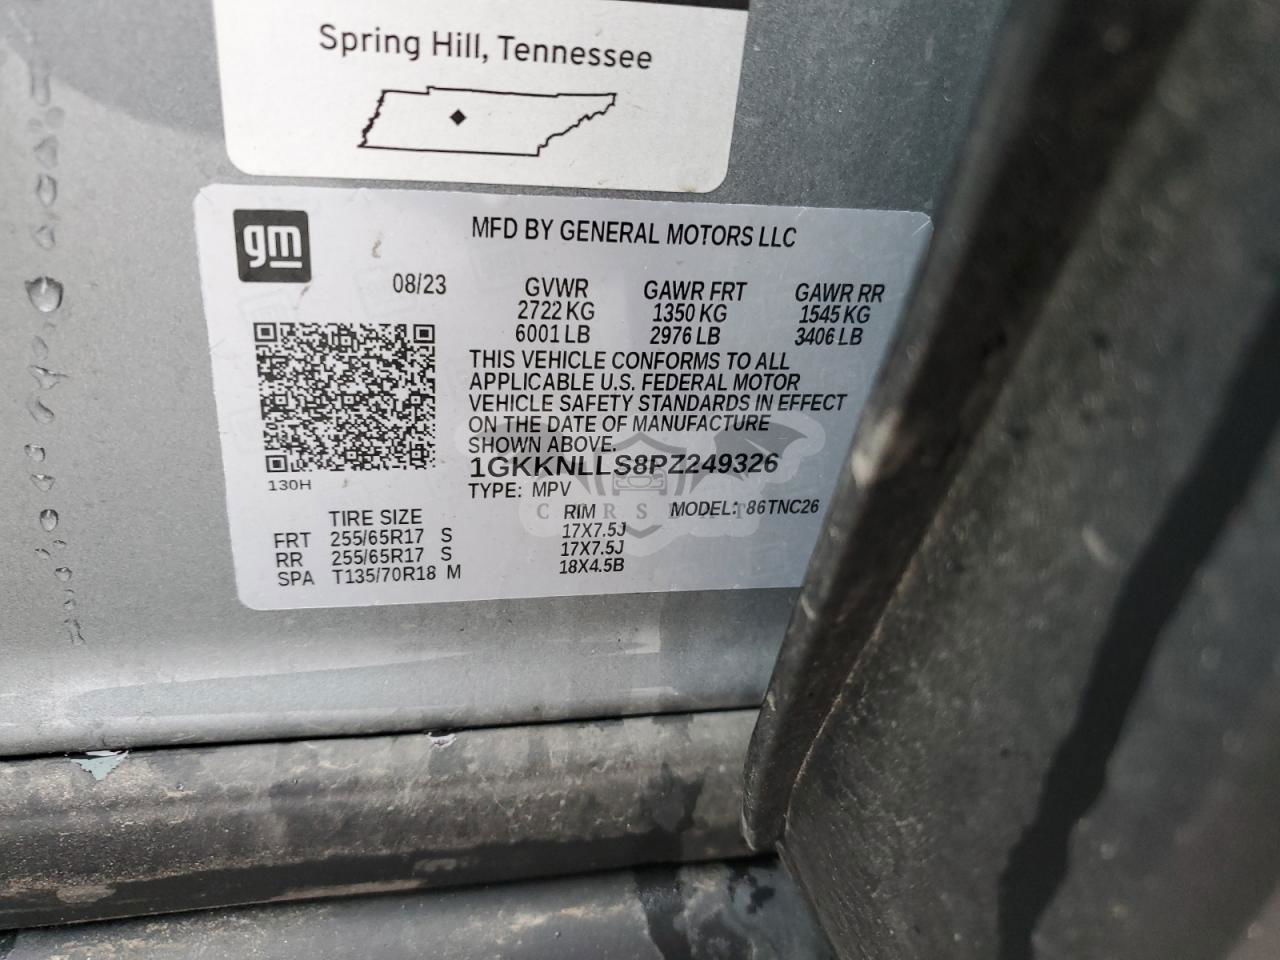 Spring Hill, Tennessee
gm
MFD BY GENERAL MOTORS LLC
08/23
GVWR GAWR FRT GAWR RR
2722 KG 1350 KG 1545 KG
6001 LB 2976 LB 3406 LB
THIS VEHICLE CONFORMS TO ALL
APPLICABLE U.S. FEDERAL MOTOR
VEHICLE SAFETY STANDARDS IN EFFECT
ON THE DATE OF MANUFACTURE
SHOWN ABOVE.
1GKKNLLS8PZ249326
130H
TYPE: MPV
MODEL: 86TNC26
TIRE SIZE RIM
FRT 255/65R17 S 17X7.5J
RR 255/65R17 S 17X7.5J
SPA T135/70R18 M 18X4.5B